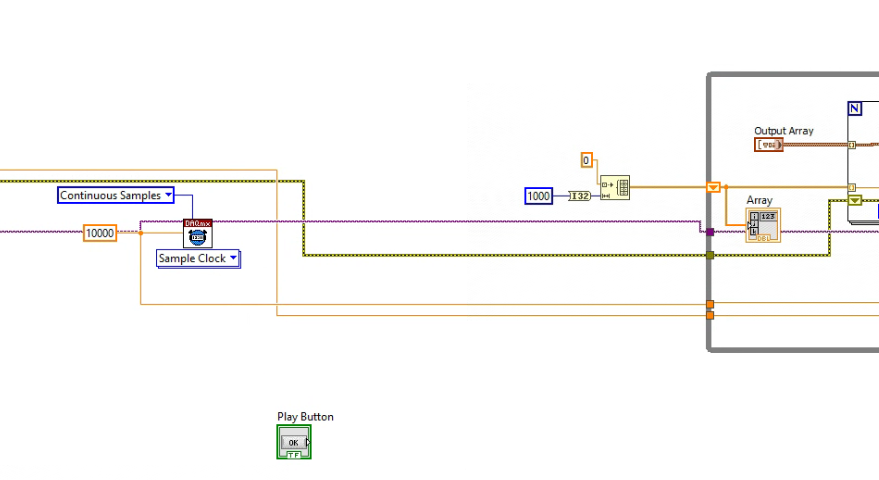 N
Output Array
0
Continuous Samples
1000
I32
Array
123
DBL
DAQmx
10000
Sample Clock
Play Button
OK
TF